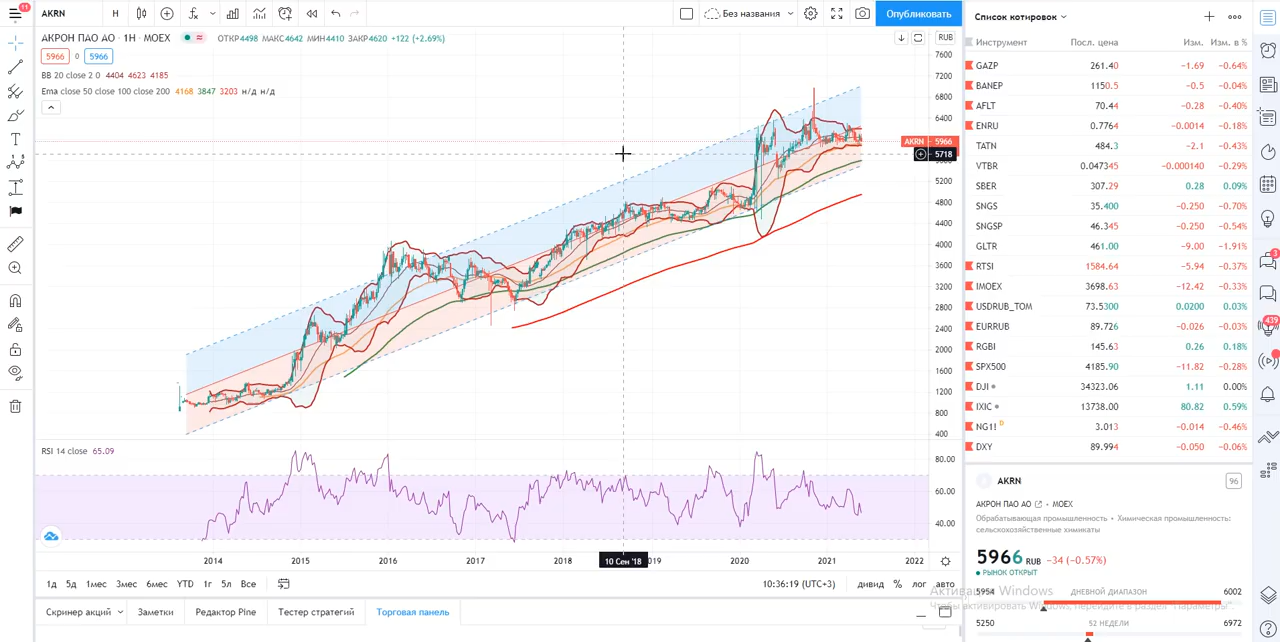 11
AKRN
Н
Без названия
Опубликовать
АКРОН ПАО АО · 1Н · MOEX
ОТКР4498 МАКС4642 МИН4410 ЗАКР4620 +122 (+2.69%)
RUB
5966 0 5966
BB 20 close 2 0 4404 4623 4185
Ema close 50 close 100 close 200 4168 3847 3203 н/д н/д
7600
7200
6800
6400
AKRN 5966
5718
5200
4800
4400
4000
3600
3200
2800
2400
2000
1600
1200
800
400
RSI 14 close 65.09
80.00
60.00
40.00
2014 2015 2016 2017 2018 10 Сен '18 2019 2020 2021 2022
1д 5д 1мес 3мес 6мес YTD 1г 5л Все
10:36:19 (UTC+3) дивид % лог авто
Скринер акций Заметки Редактор Pine Тестер стратегий Торговая панель
Список котировок
Инструмент Посл. цена Изм. Изм. в %
GAZP 261.40 −1.69 −0.64%
BANEP 1150.5 −0.5 −0.04%
AFLT 70.44 −0.28 −0.40%
ENRU 0.7764 −0.0014 −0.18%
TATN 484.3 −2.1 −0.43%
VTBR 0.047345 −0.000140 −0.29%
SBER 307.29 0.28 0.09%
SNGS 35.400 −0.250 −0.70%
SNGSP 46.345 −0.250 −0.54%
GLTR 461.00 −9.00 −1.91%
RTSI 1584.64 −5.94 −0.37%
IMOEX 3698.63 −12.42 −0.33%
USDRUB_TOM 73.5300 0.0200 0.03%
EURRUB 89.726 −0.026 −0.03%
RGBI 145.63 0.26 0.18%
SPX500 4185.90 −11.82 −0.28%
DJI 34323.06 1.11 0.00%
IXIC 13738.00 80.82 0.59%
NG1! D 3.013 −0.014 −0.46%
DXY 89.994 −0.050 −0.06%
AKRN 96
АКРОН ПАО АО · MOEX
Обрабатывающая промышленность • Химическая промышленность:
сельскохозяйственные химикаты
5966 RUB −34 (−0.57%)
РЫНОК ОТКРЫТ
Активация Windows
5954 ДНЕВНОЙ ДИАПАЗОН 6002
Чтобы активировать Windows, перейдите в раздел "Параметры".
5250 52 НЕДЕЛИ 6972
3
439